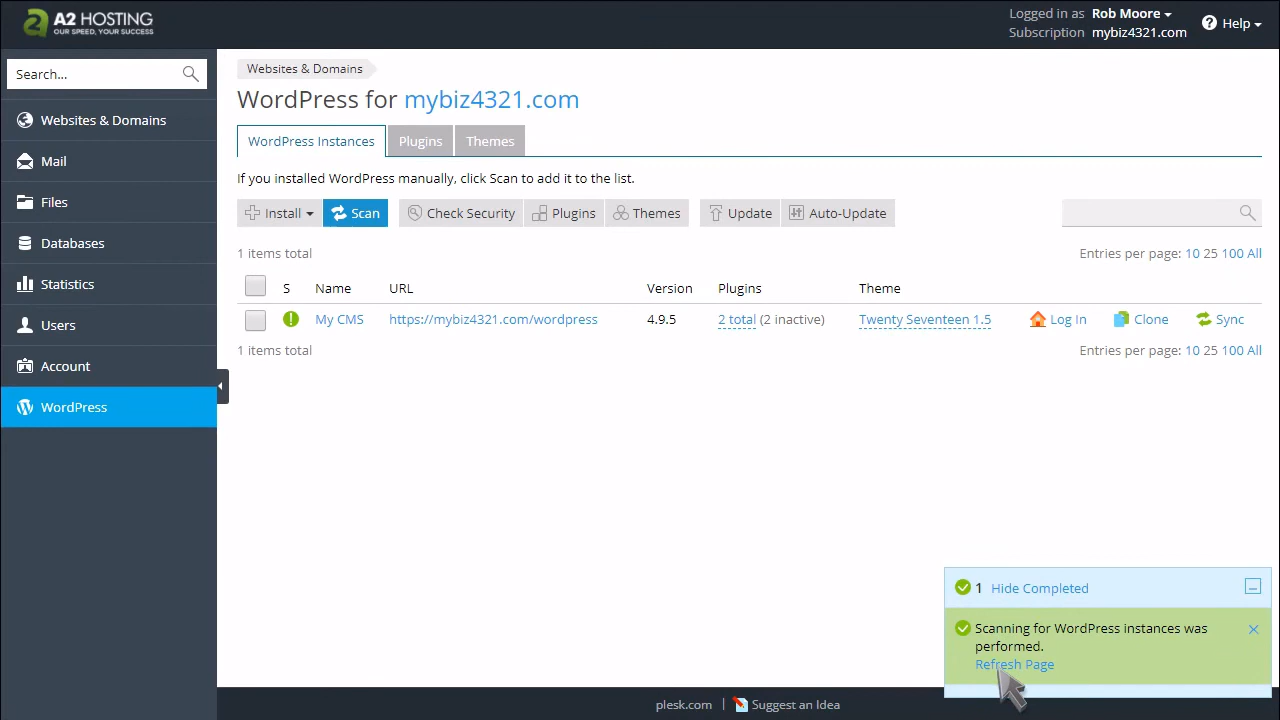 A2 HOSTING
OUR SPEED, YOUR SUCCESS
Logged in as Rob Moore
Subscription mybiz4321.com
Help
Search...
Websites & Domains
Mail
Files
Databases
Statistics
Users
Account
WordPress
Websites & Domains
WordPress for mybiz4321.com
WordPress Instances Plugins Themes
If you installed WordPress manually, click Scan to add it to the list.
Install Scan Check Security Plugins Themes Update Auto-Update
1 items total Entries per page: 10 25 100 All
S Name URL Version Plugins Theme
My CMS https://mybiz4321.com/wordpress 4.9.5 2 total (2 inactive) Twenty Seventeen 1.5 Log In Clone Sync
1 items total Entries per page: 10 25 100 All
1 Hide Completed
Scanning for WordPress instances was
performed.
Refresh Page
plesk.com | Suggest an Idea